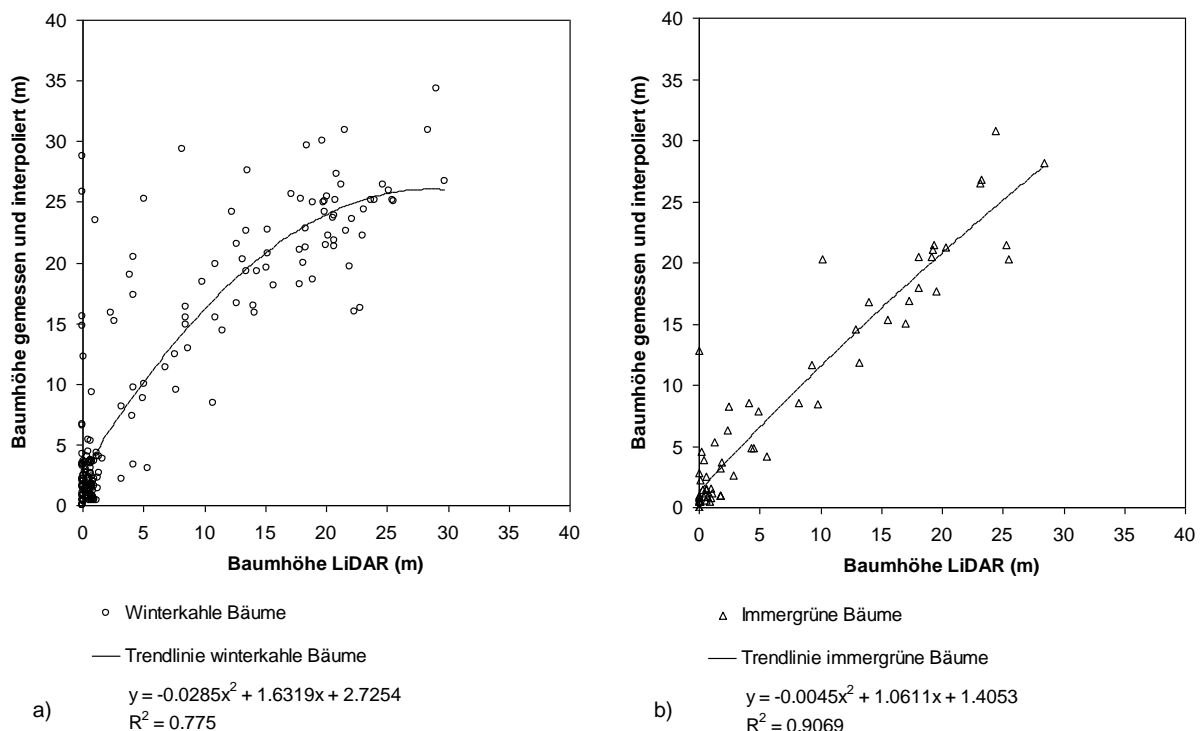 40
35
30
25
20
15
10
5
0
Baumhöhe gemessen und interpoliert (m)
0 5 10 15 20 25 30 35 40
Baumhöhe LiDAR (m)
Winterkahle Bäume
Trendlinie winterkahle Bäume
y = -0.0285x² + 1.6319x + 2.7254
R² = 0.775
a)
40
35
30
25
20
15
10
5
0
Baumhöhe gemessen und interpoliert (m)
0 5 10 15 20 25 30 35 40
Baumhöhe LiDAR (m)
Immergrüne Bäume
Trendlinie immergrüne Bäume
y = -0.0045x² + 1.0611x + 1.4053
R² = 0.9069
b)